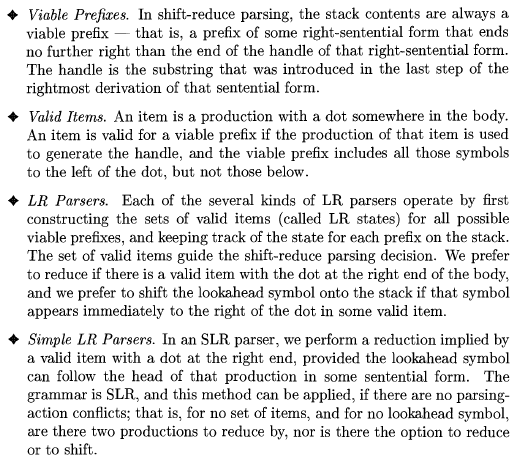 ◆ Viable Prefixes. In shift-reduce parsing, the stack contents are always a
viable prefix — that is, a prefix of some right-sentential form that ends
no further right than the end of the handle of that right-sentential form.
The handle is the substring that was introduced in the last step of the
rightmost derivation of that sentential form.
◆ Valid Items. An item is a production with a dot somewhere in the body.
An item is valid for a viable prefix if the production of that item is used
to generate the handle, and the viable prefix includes all those symbols
to the left of the dot, but not those below.
◆ LR Parsers. Each of the several kinds of LR parsers operate by first
constructing the sets of valid items (called LR states) for all possible
viable prefixes, and keeping track of the state for each prefix on the stack.
The set of valid items guide the shift-reduce parsing decision. We prefer
to reduce if there is a valid item with the dot at the right end of the body,
and we prefer to shift the lookahead symbol onto the stack if that symbol
appears immediately to the right of the dot in some valid item.
◆ Simple LR Parsers. In an SLR parser, we perform a reduction implied by
a valid item with a dot at the right end, provided the lookahead symbol
can follow the head of that production in some sentential form. The
grammar is SLR, and this method can be applied, if there are no parsing-
action conflicts; that is, for no set of items, and for no lookahead symbol,
are there two productions to reduce by, nor is there the option to reduce
or to shift.